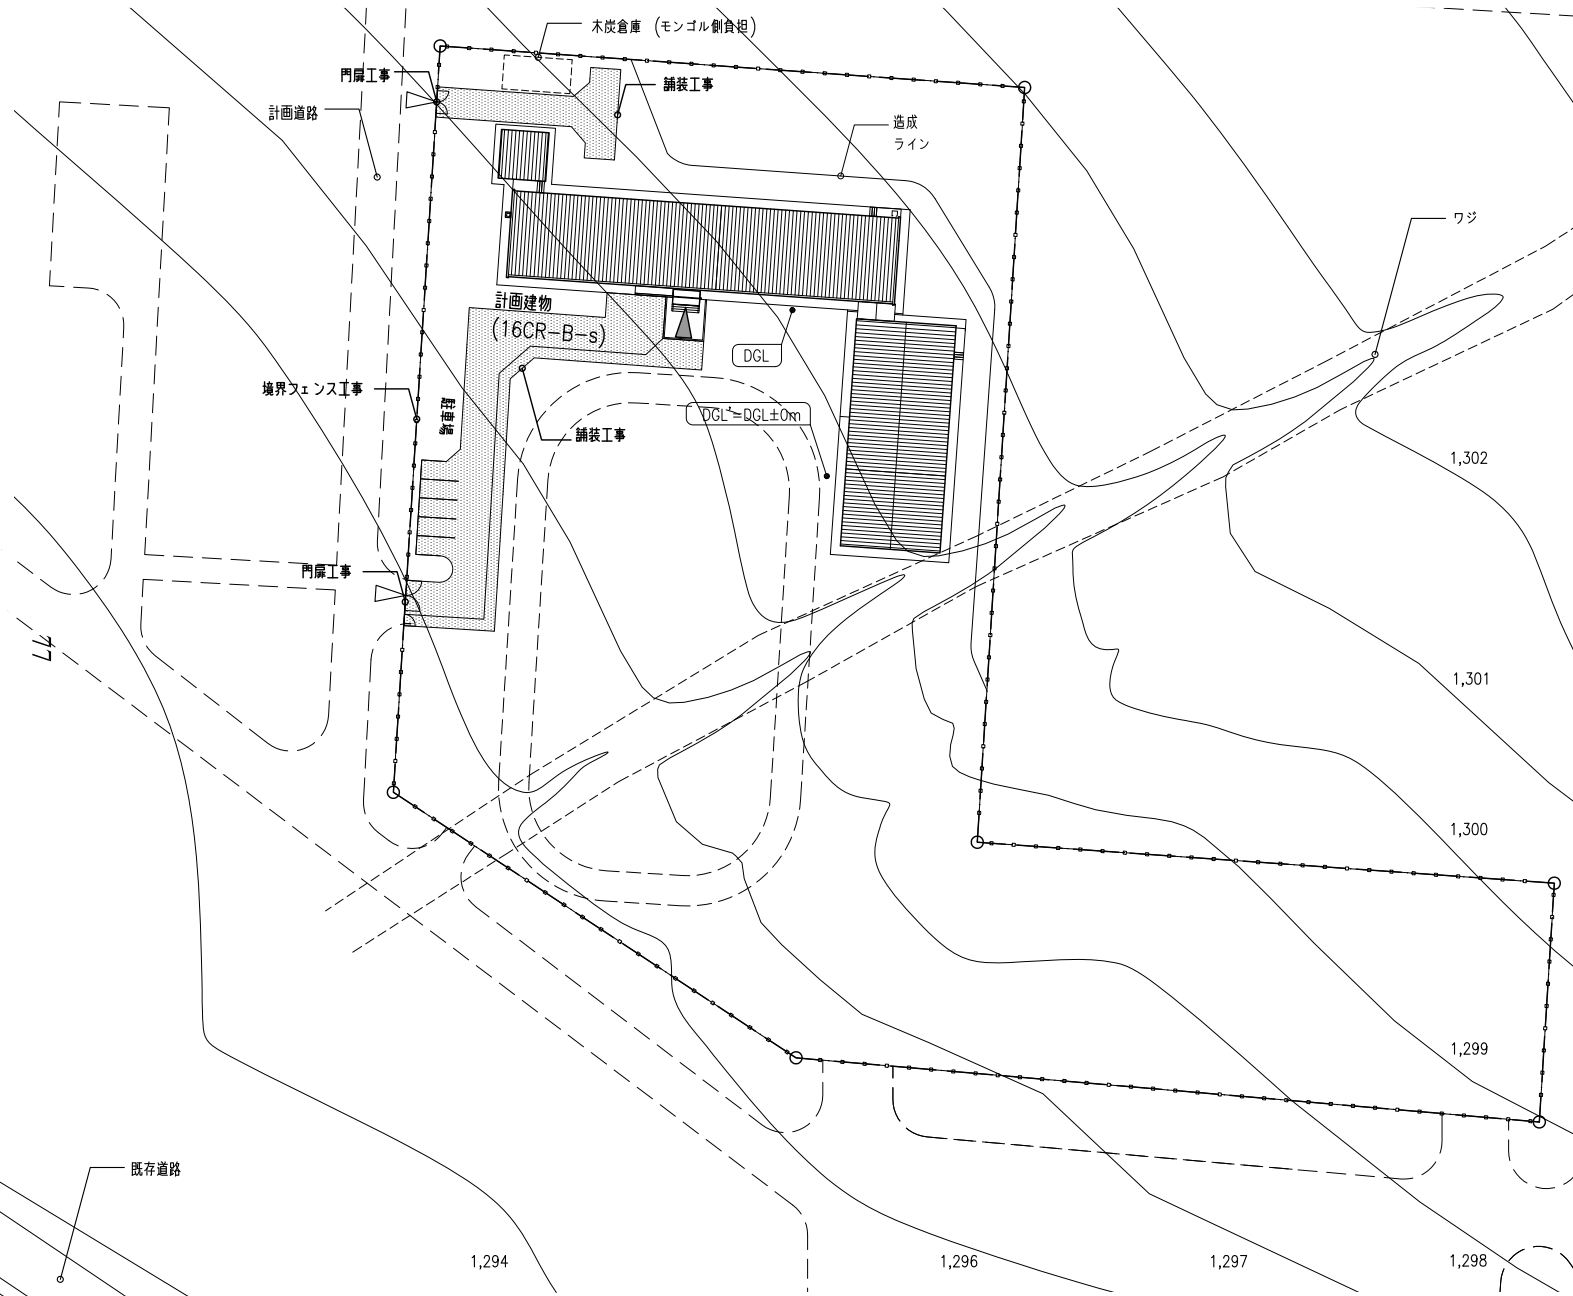 木炭倉庫 (モンゴル側負担)
門扉工事
舗装工事
計画道路
造成
ライン
ワジ
計画建物
(16CR-B-s)
DGL
境界フェンス工事
駐車場
DGL'=DGL±0m
舗装工事
1,302
門扉工事
1,301
1,300
1,299
既存道路
1,294
1,296
1,297
1,298